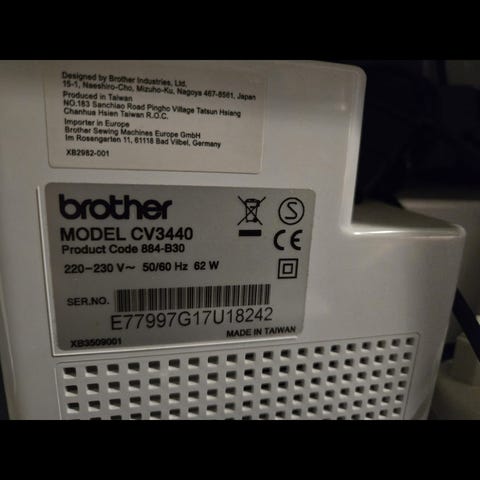 Designed by Brother Industries, Ltd.
15-1, Naeshiro-Cho, Mizuho-Ku, Nagoya 467-8561, Japan
Produced in Taiwan
NO.183 Sanchiao Road Pingho Village Tatsun Hsiang
Chanhua Hsien Taiwan R.O.C.
Importer in Europe
Brother Sewing Machines Europe GmbH
Im Rosengarten 11, 61118 Bad Vilbel, Germany
XB2982-001
brother
MODEL CV3440
Product Code 884-B30
220-230 V~ 50/60 Hz 62 W
S
CE
SER.NO.
E77997G17U18242
MADE IN TAIWAN
XB3509001